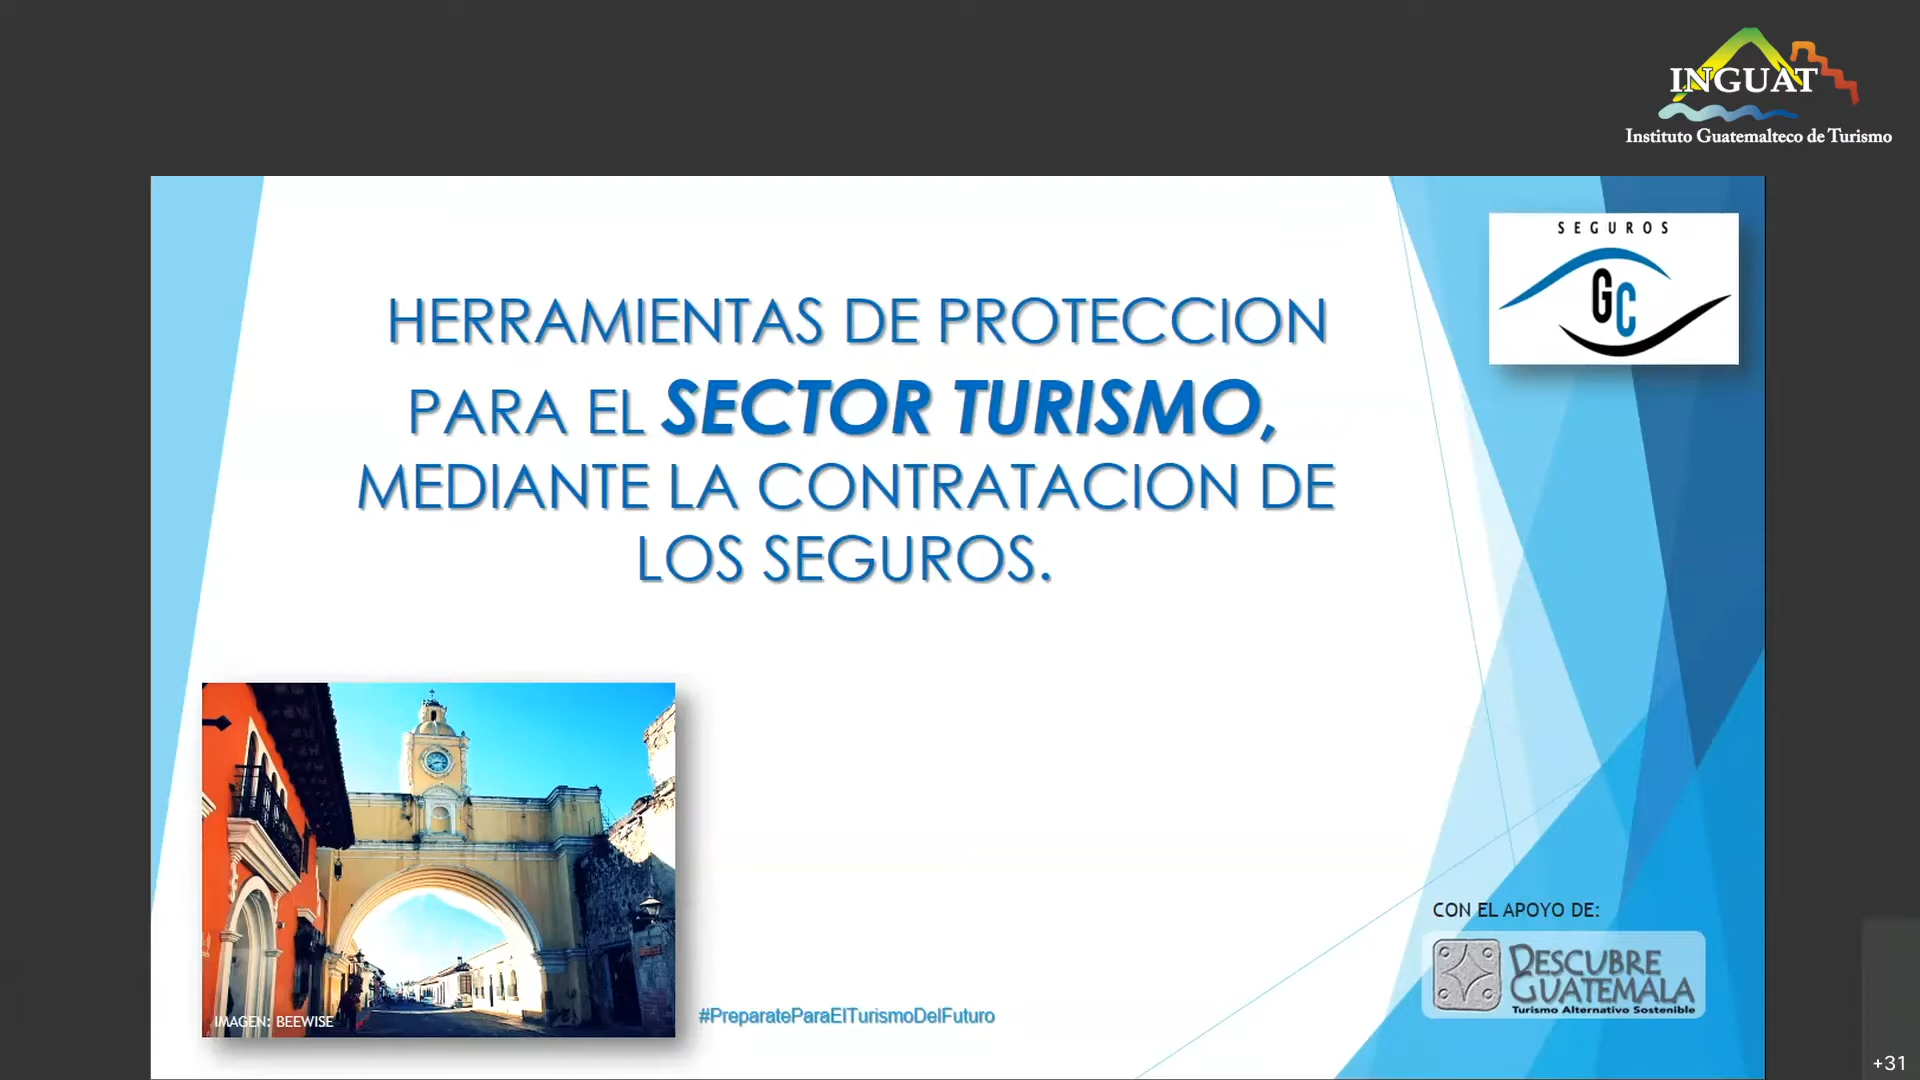 INGUAT
Instituto Guatemalteco de Turismo
SEGUROS
GC
HERRAMIENTAS DE PROTECCION
PARA EL SECTOR TURISMO,
MEDIANTE LA CONTRATACION DE
LOS SEGUROS.
CON EL APOYO DE:
DESCUBRE
GUATEMALA
Turismo Alternativo Sostenible
IMAGEN: BEEWISE
#PreparateParaElTurismoDelFuturo
+31